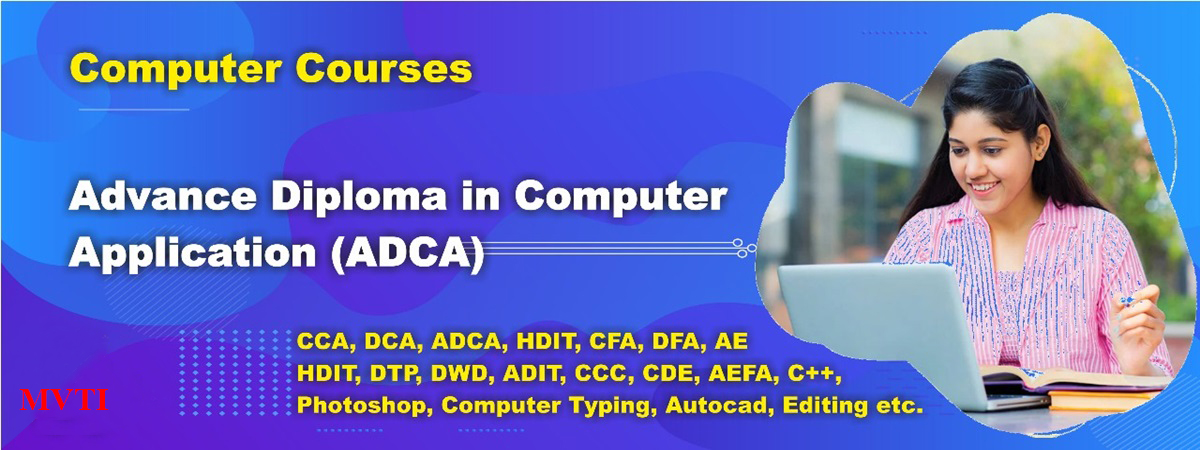 Computer Courses
Advance Diploma in Computer
Application (ADCA)
CCA, DCA, ADCA, HDIT, CFA, DFA, AE
HDIT, DTP, DWD, ADIT, CCC, CDE, AEFA, C++,
Photoshop, Computer Typing, Autocad, Editing etc.
MVTI